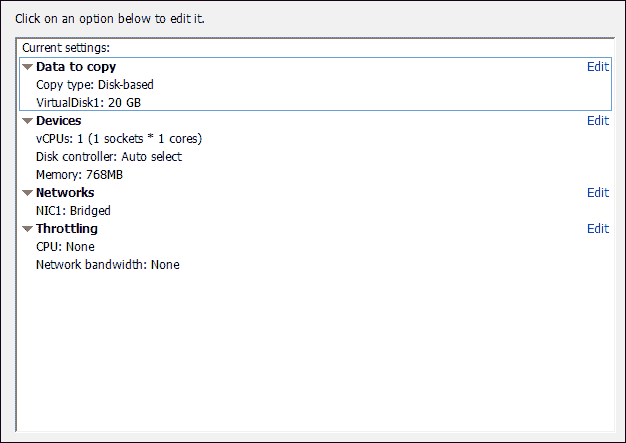 Click on an option below to edit it.
Current settings:
Data to copy Edit
Copy type: Disk-based
VirtualDisk1: 20 GB
Devices Edit
vCPUs: 1 (1 sockets * 1 cores)
Disk controller: Auto select
Memory: 768MB
Networks Edit
NIC1: Bridged
Throttling Edit
CPU: None
Network bandwidth: None